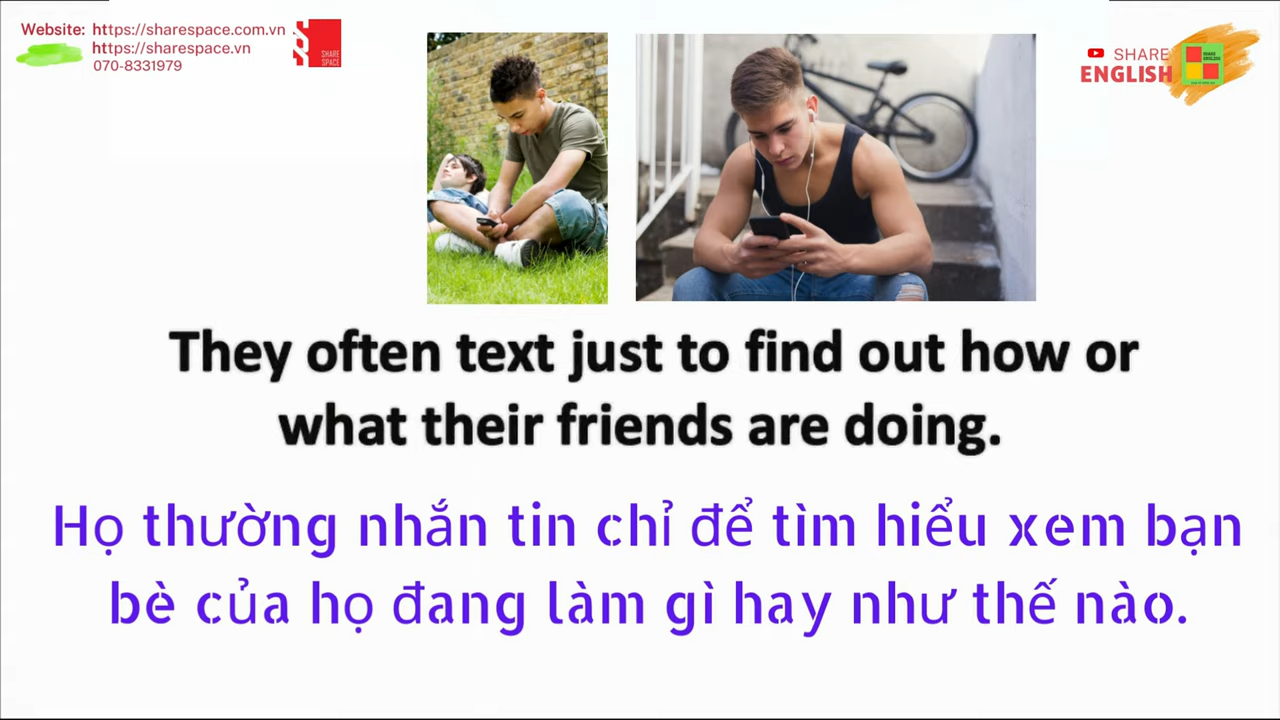 Website: https://sharespace.com.vn
https://sharespace.vn
070-8331979
SHARE
SPACE
SHARE
ENGLISH
They often text just to find out how or
what their friends are doing.
Họ thường nhắn tin chỉ để tìm hiểu xem bạn
bè của họ đang làm gì hay như thế nào.